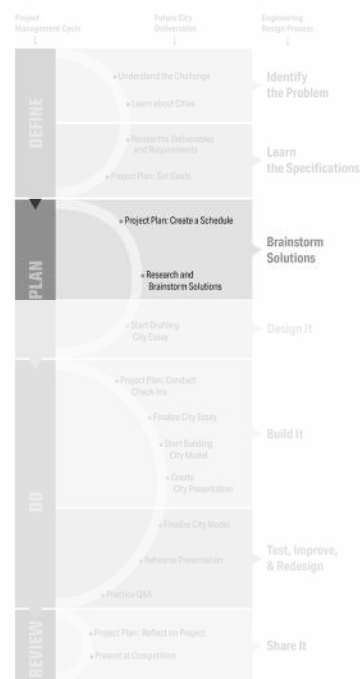 Project
Management Cycle
Future City
Deliverables
Engineering
Design Process
DEFINE
• Understand the Challenge
• Learn about Cities
Identify
the Problem
• Review the Deliverables
and Requirements
• Project Plan: Set Goals
Learn
the Specifications
PLAN
• Project Plan: Create a Schedule
• Research and
Brainstorm Solutions
Brainstorm
Solutions
• Start Drafting
City Essay
Design It
DO
• Project Plan: Conduct
Check-Ins
• Finalize City Essay
• Start Building
City Model
• Create
City Presentation
Build It
• Finalize City Model
• Rehearse Presentation
• Practice Q&A
Test, Improve,
& Redesign
REVIEW
• Project Plan: Reflect on Project
• Present at Competition
Share It